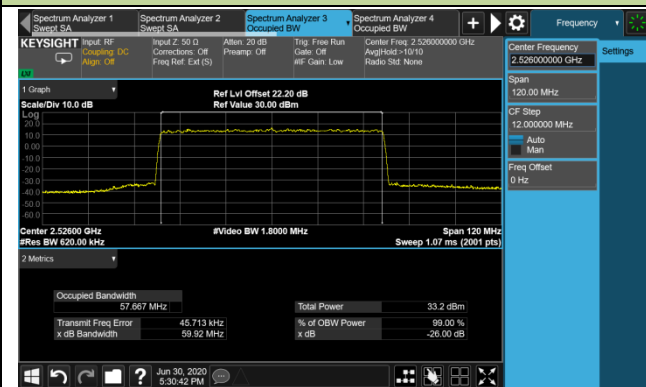 Spectrum Analyzer 1
Swept SA
Spectrum Analyzer 2
Swept SA
Spectrum Analyzer 3
Occupied BW
Spectrum Analyzer 4
Occupied BW
Frequency
KEYSIGHT
Input: RF
Coupling: DC
Align: Off
Input Z: 50 Ω
Corrections: Off
Freq Ref: Ext (S)
Atten: 20 dB
Preamp: Off
Trig: Free Run
Gate: Off
#IF Gain: Low
Center Freq: 2.526000000 GHz
Avg|Hold:>10/10
Radio Std: None
Center Frequency
2.526000000 GHz
Settings
Span
120.00 MHz
CF Step
12.000000 MHz
Auto
Man
Freq Offset
0 Hz
1 Graph
Scale/Div 10.0 dB
Ref Lvl Offset 22.20 dB
Ref Value 30.00 dBm
Log
20.0
10.0
0.00
-10.0
-20.0
-30.0
-40.0
-50.0
-60.0
Center 2.52600 GHz
#Res BW 620.00 kHz
#Video BW 1.8000 MHz
Span 120 MHz
Sweep 1.07 ms (2001 pts)
2 Metrics
Occupied Bandwidth
57.667 MHz
Total Power
33.2 dBm
Transmit Freq Error
45.713 kHz
% of OBW Power
99.00 %
x dB Bandwidth
59.92 MHz
x dB
-26.00 dB
?
Jun 30, 2020
5:30:42 PM